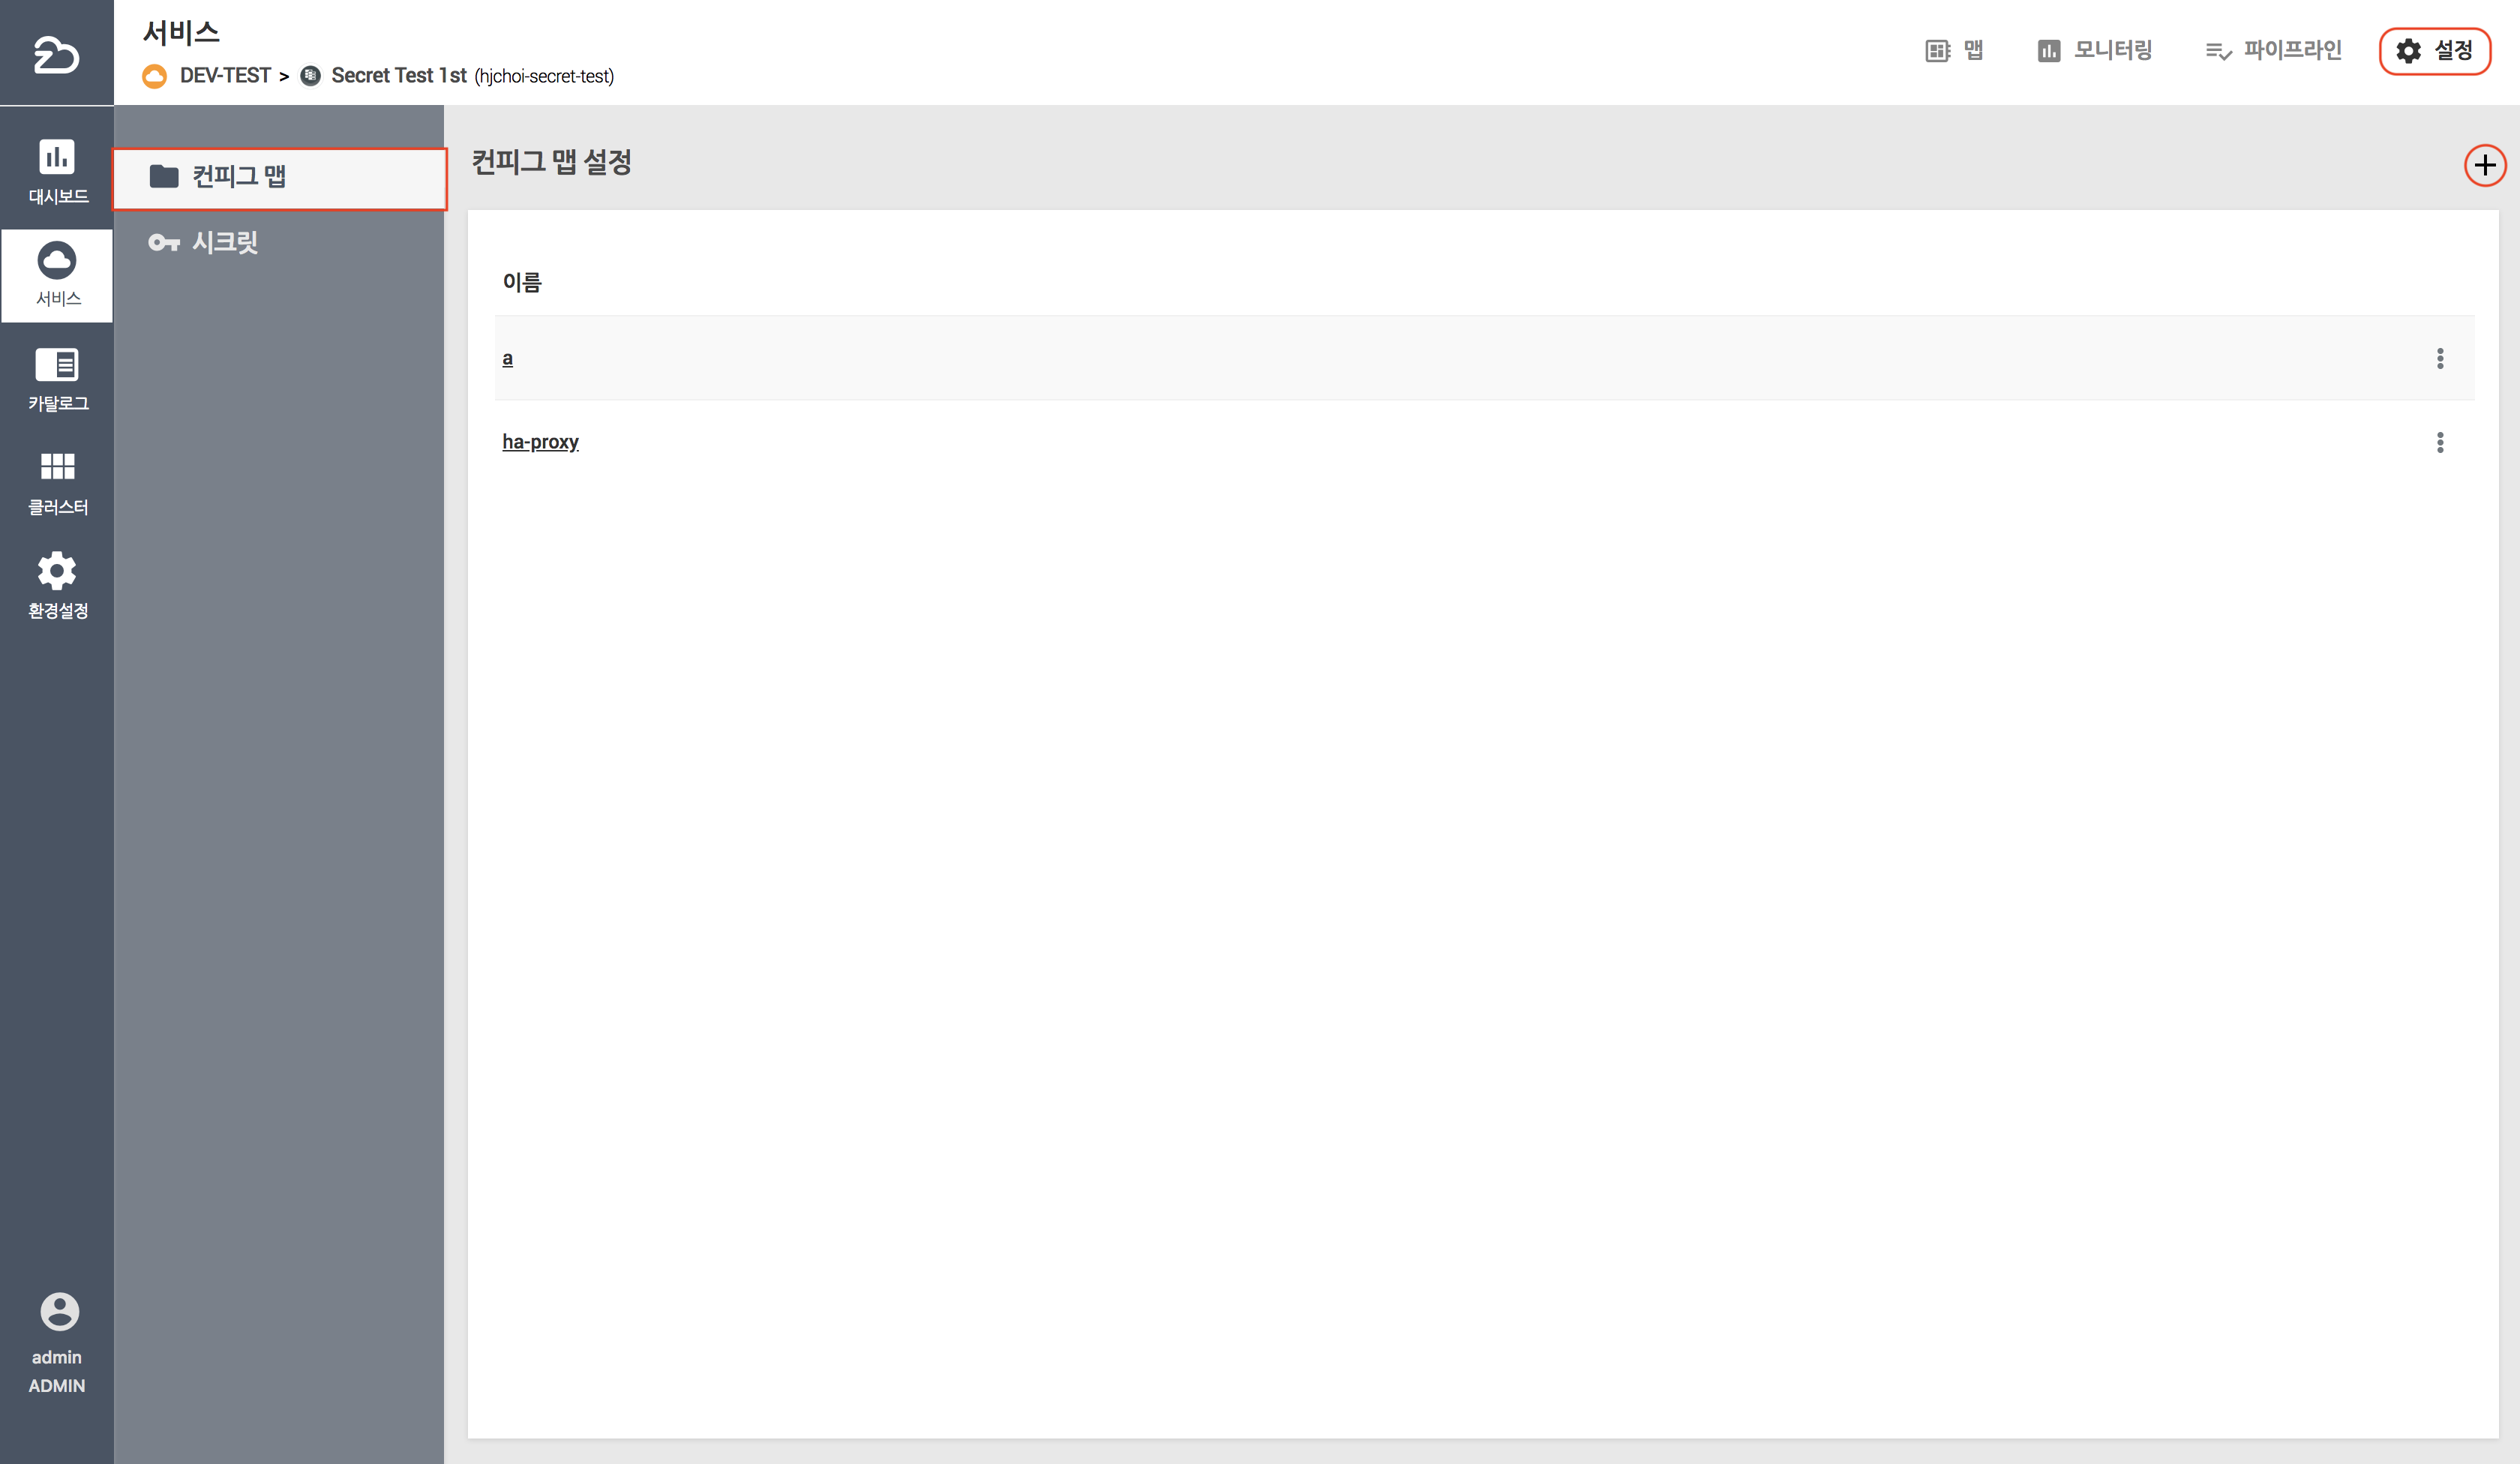 서비스
DEV-TEST > Secret Test 1st (hjchoi-secret-test)
맵
모니터링
파이프라인
설정
대시보드
서비스
카탈로그
클러스터
환경설정
admin
ADMIN
컨피그 맵
시크릿
컨피그 맵 설정
이름
a
ha-proxy